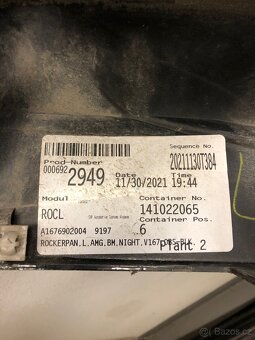 Prod Number
Sequence No.
000692 2949
20211130T384
Date Time
11/30/2021 19:44
Modul
Container No.
ROCL
141022065
Container Pos.
A1676902004 9197
6
ROCKERPAN.L.AMG.BM.NIGHT.V167
Plant 2
bazos.cz